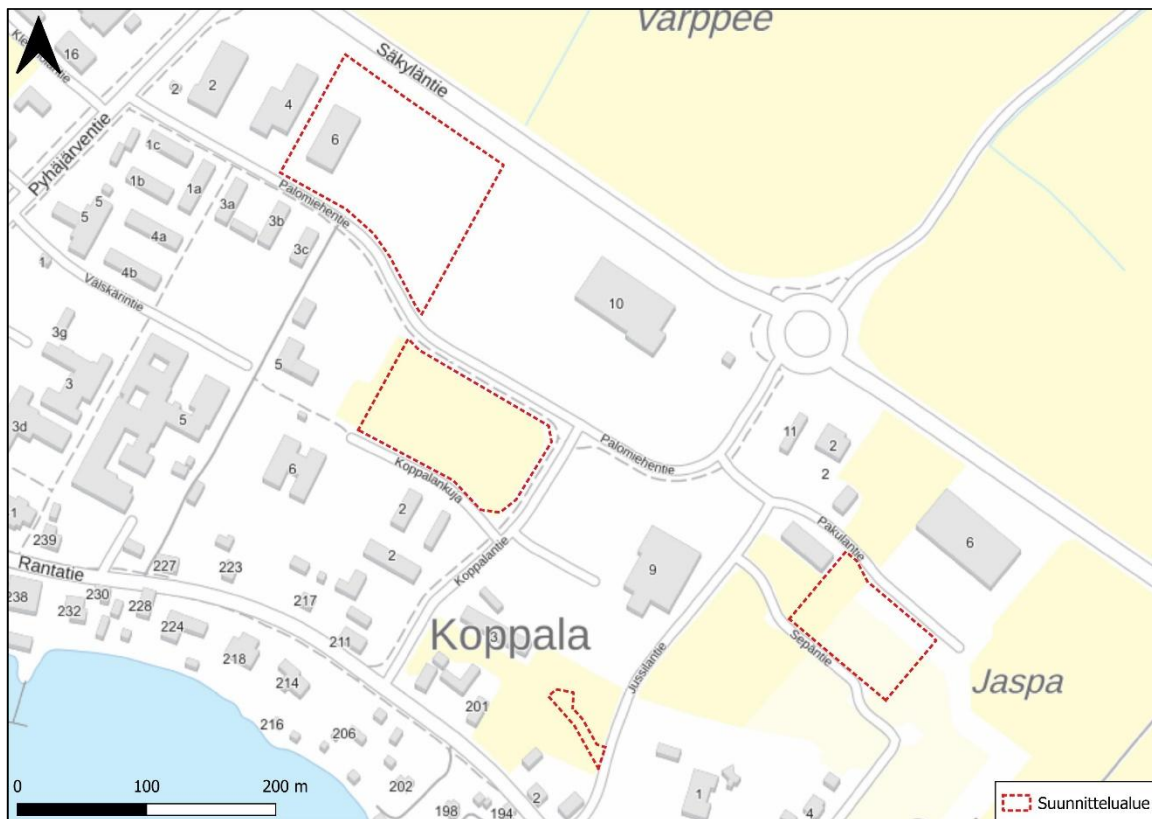 Varppee
Säkyläntie
16
2
2
4
6
Pyhäjärventie
1c
1b
1a
3a
3b
3c
Palomiehentie
5
5
4a
4b
1
Välskärintie
3g
3
3d
5
5
10
6
Koppalankuja
2
2
Koppalantie
Palomiehentie
11
2
2
Pakulantie
6
9
Sepäntie
Jussilantie
Jaspa
1
239
Rantatie
227
223
217
238
232
230
228
224
218
214
211
Koppala
3
201
216
206
202
198
194
2
1
4
0 100 200 m
Suunnittelualue